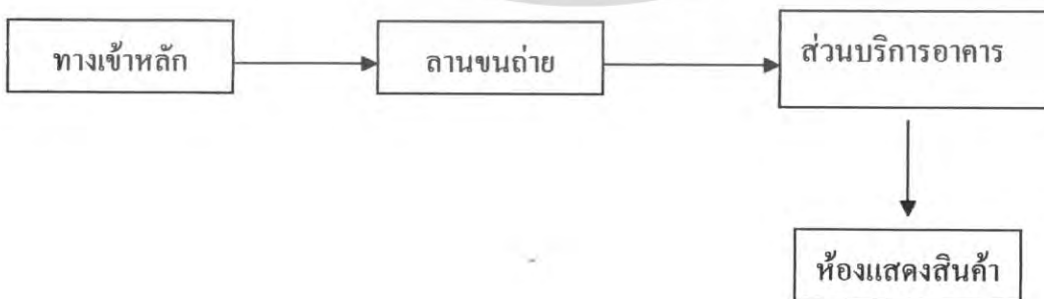 ทางเข้าหลัก
ลานขนถ่าย
ส่วนบริการอาคาร
ห้องแสดงสินค้า